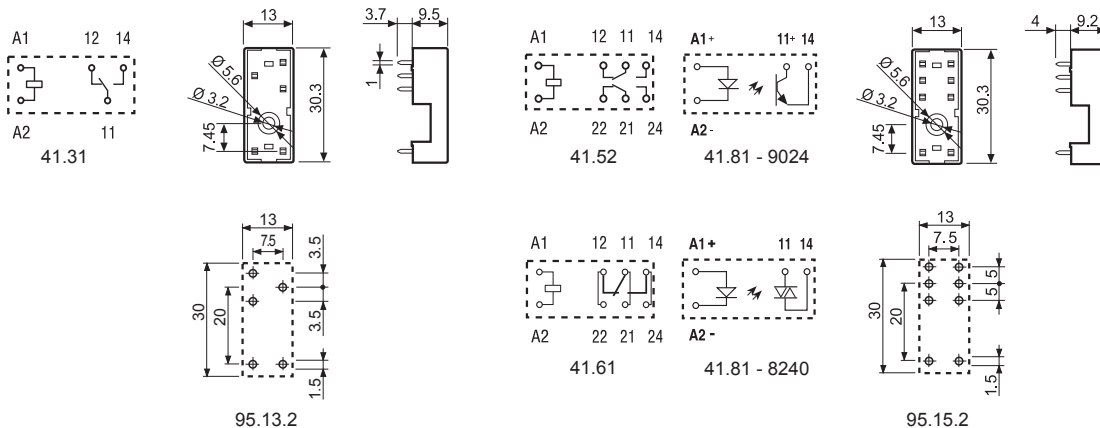 13
3.7
9.5
A1
12
14
Ø 5.6
Ø 3.2
1
30.3
7.45
A2
11
41.31
A1
12 11 14
A2
22 21 24
41.52
A1+
11+ 14
A2-
41.81 - 9024
13
4
9.2
Ø 5.6
Ø 3.2
30.3
7.45
13
7.5
3.5
30
20
3.5
1.5
95.13.2
A1
12 11 14
A2
22 21 24
41.61
A1 +
11 14
A2 -
41.81 - 8240
13
7.5
5
30
20
5
1.5
95.15.2